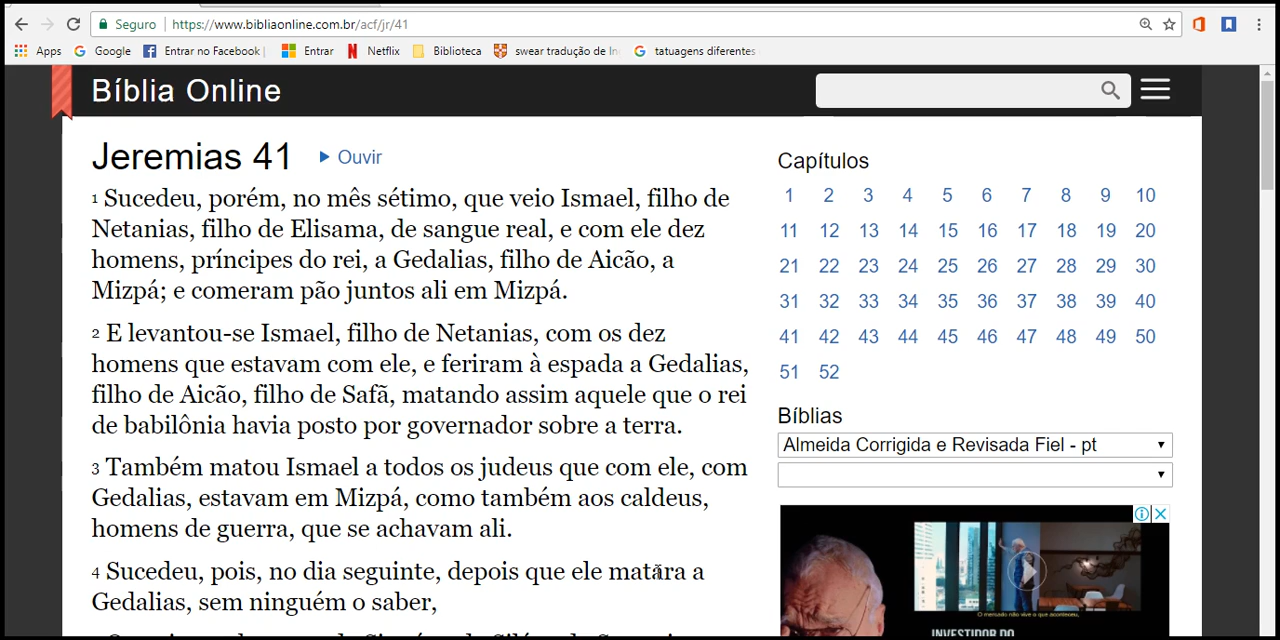 Seguro https://www.bibliaonline.com.br/acf/jr/41
Apps Google Entrar no Facebook Entrar Netflix Biblioteca swear tradução de In tatuagens diferentes
Bíblia Online
Jeremias 41 Ouvir
1 Sucedeu, porém, no mês sétimo, que veio Ismael, filho de
Netanias, filho de Elisama, de sangue real, e com ele dez
homens, príncipes do rei, a Gedalias, filho de Aicão, a
Mizpá; e comeram pão juntos ali em Mizpá.
2 E levantou-se Ismael, filho de Netanias, com os dez
homens que estavam com ele, e feriram à espada a Gedalias,
filho de Aicão, filho de Safã, matando assim aquele que o rei
de babilônia havia posto por governador sobre a terra.
3 Também matou Ismael a todos os judeus que com ele, com
Gedalias, estavam em Mizpá, como também aos caldeus,
homens de guerra, que se achavam ali.
4 Sucedeu, pois, no dia seguinte, depois que ele matara a
Gedalias, sem ninguém o saber,
Capítulos
1 2 3 4 5 6 7 8 9 10
11 12 13 14 15 16 17 18 19 20
21 22 23 24 25 26 27 28 29 30
31 32 33 34 35 36 37 38 39 40
41 42 43 44 45 46 47 48 49 50
51 52
Bíblias
Almeida Corrigida e Revisada Fiel - pt
O mercado não vive o que aconteceu,
INVESTIDOR DO